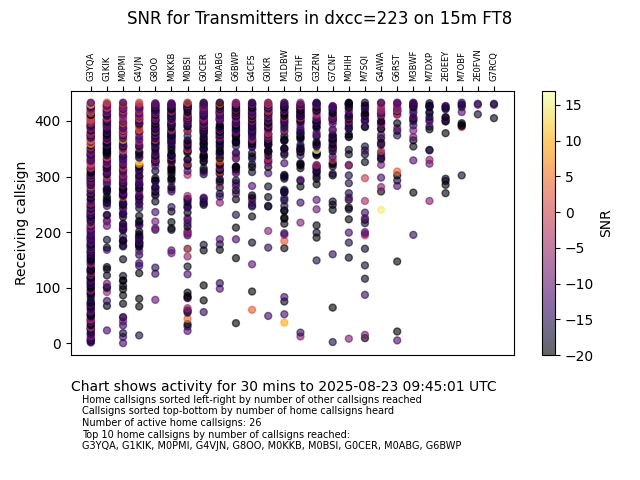 SNR for Transmitters in dxcc=223 on 15m FT8
G3YQA G1KIK M0PMI G4VJN G8OO M0KKB M0BSI G0CER M0ABG G6BWP G4CFS G0IKR M1DBW G0THF G3ZRN G7CNF M0HIH M7SQI G4AWA G6RST M3BWF M7DXP 2E0EEY M7OBF 2E0FVN G7RCQ
Receiving callsign
400
300
200
100
0
15
10
5
0
−5
−10
−15
−20
SNR
Chart shows activity for 30 mins to 2025-08-23 09:45:01 UTC
Home callsigns sorted left-right by number of other callsigns reached
Callsigns sorted top-bottom by number of home callsigns heard
Number of active home callsigns: 26
Top 10 home callsigns by number of callsigns reached:
G3YQA, G1KIK, M0PMI, G4VJN, G8OO, M0KKB, M0BSI, G0CER, M0ABG, G6BWP